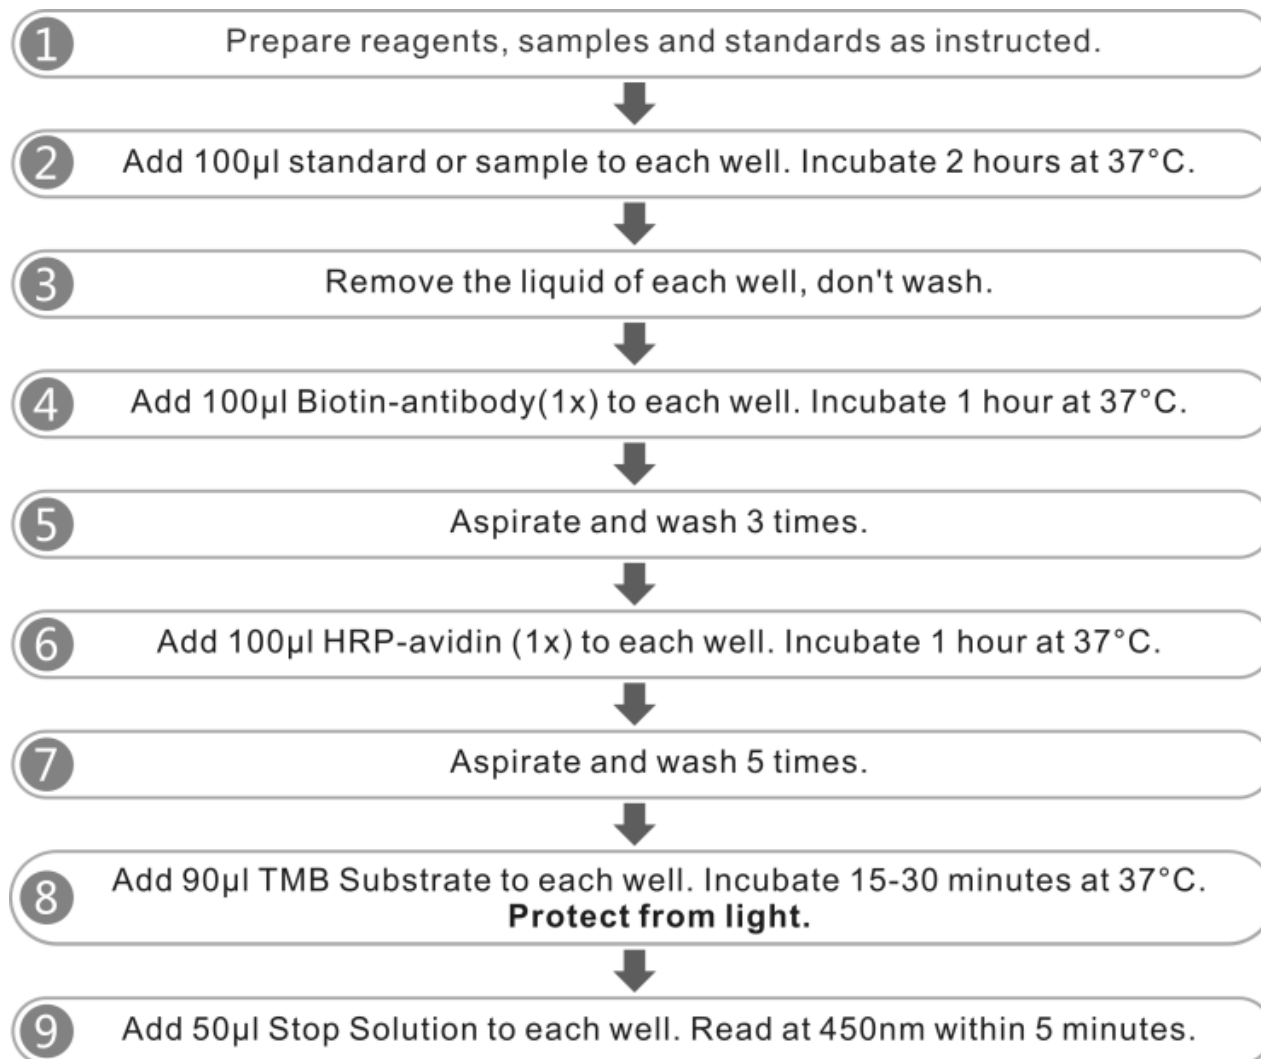 1 Prepare reagents, samples and standards as instructed.
2 Add 100μl standard or sample to each well. Incubate 2 hours at 37°C.
3 Remove the liquid of each well, don't wash.
4 Add 100μl Biotin-antibody(1x) to each well. Incubate 1 hour at 37°C.
5 Aspirate and wash 3 times.
6 Add 100μl HRP-avidin (1x) to each well. Incubate 1 hour at 37°C.
7 Aspirate and wash 5 times.
8 Add 90μl TMB Substrate to each well. Incubate 15-30 minutes at 37°C.
Protect from light.
9 Add 50μl Stop Solution to each well. Read at 450nm within 5 minutes.